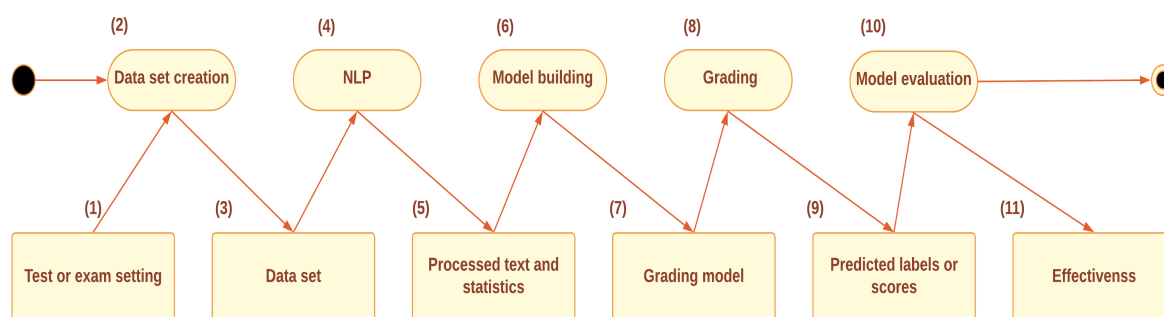 (2)
(4)
(6)
(8)
(10)
Data set creation
NLP
Model building
Grading
Model evaluation
(1)
(3)
(5)
(7)
(9)
(11)
Test or exam setting
Data set
Processed text and
statistics
Grading model
Predicted labels or
scores
Effectivenss